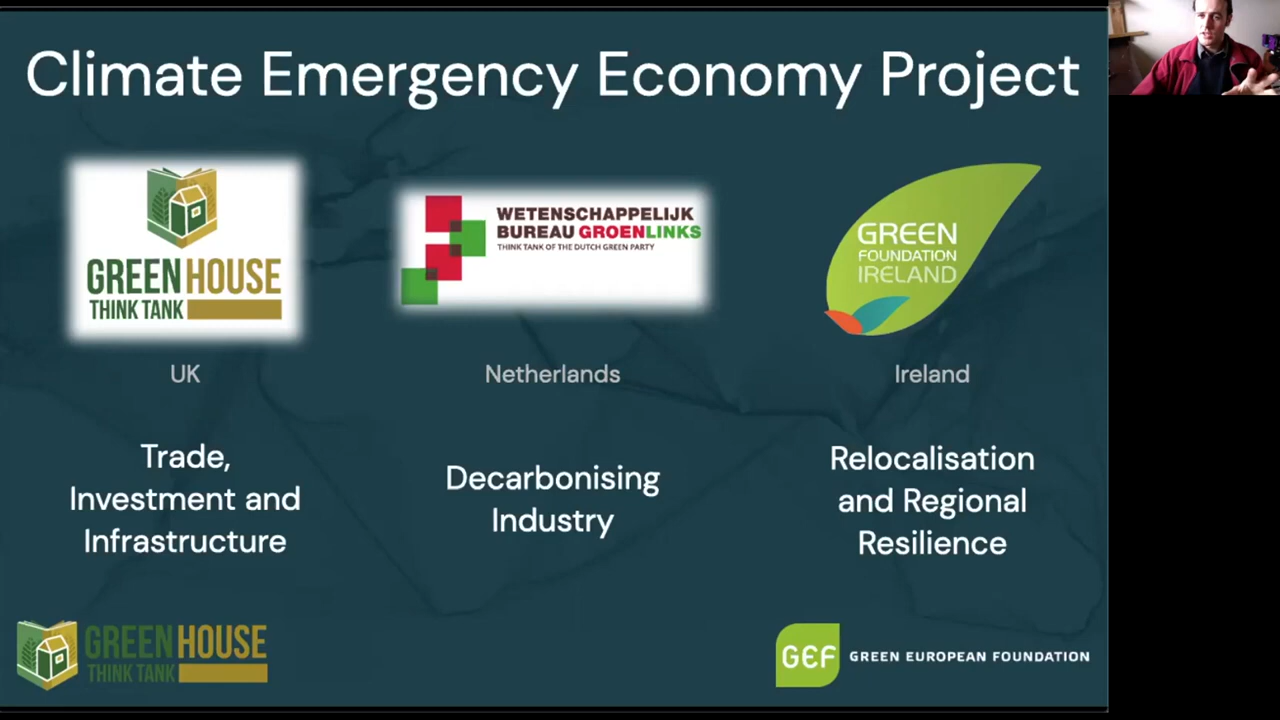 Climate Emergency Economy Project
GREEN HOUSE
THINK TANK
UK
Trade,
Investment and
Infrastructure
WETENSCHAPPELIJK
BUREAU GROENLINKS
THINK TANK OF THE DUTCH GREEN PARTY
Netherlands
Decarbonising
Industry
GREEN
FOUNDATION
IRELAND
Ireland
Relocalisation
and Regional
Resilience
GREEN HOUSE
THINK TANK
GEF GREEN EUROPEAN FOUNDATION